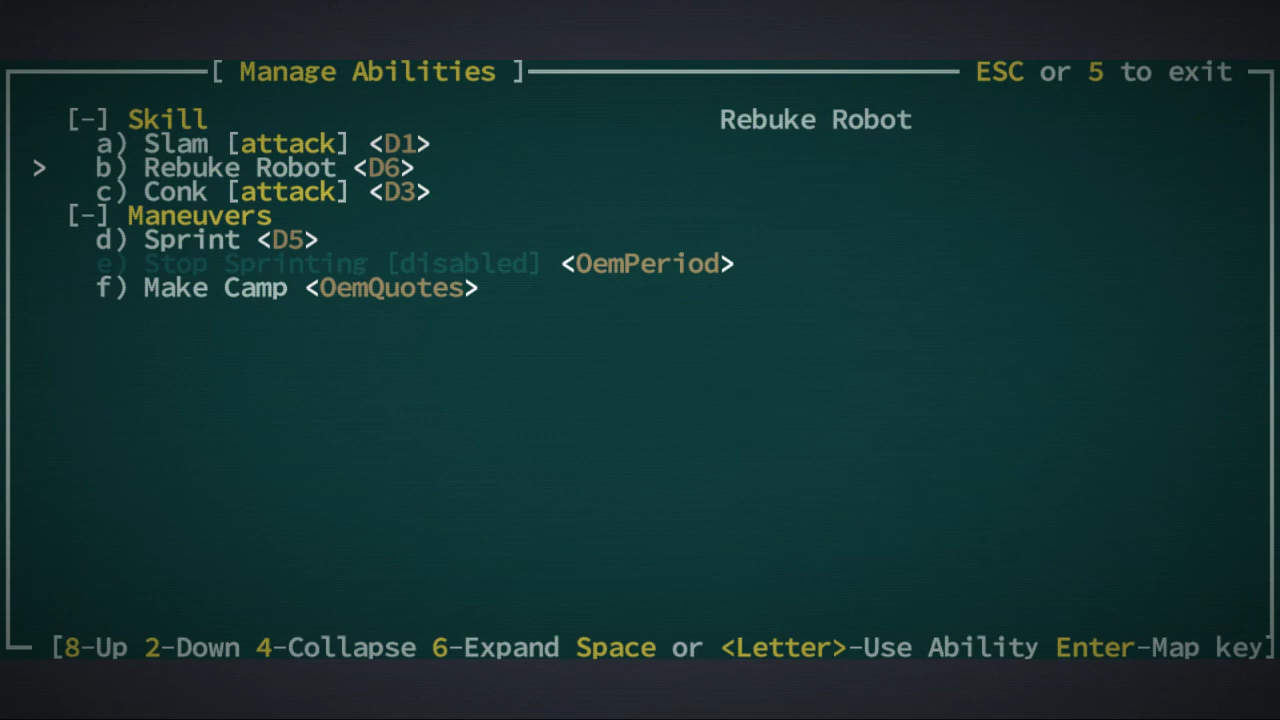 [ Manage Abilities ] ESC or 5 to exit
[-] Skill Rebuke Robot
a) Slam [attack] <D1>
> b) Rebuke Robot <D6>
c) Conk [attack] <D3>
[-] Maneuvers
d) Sprint <D5>
e) Stop Sprinting [disabled] <OemPeriod>
f) Make Camp <OemQuotes>
[8-Up 2-Down 4-Collapse 6-Expand Space or <Letter>-Use Ability Enter-Map key]